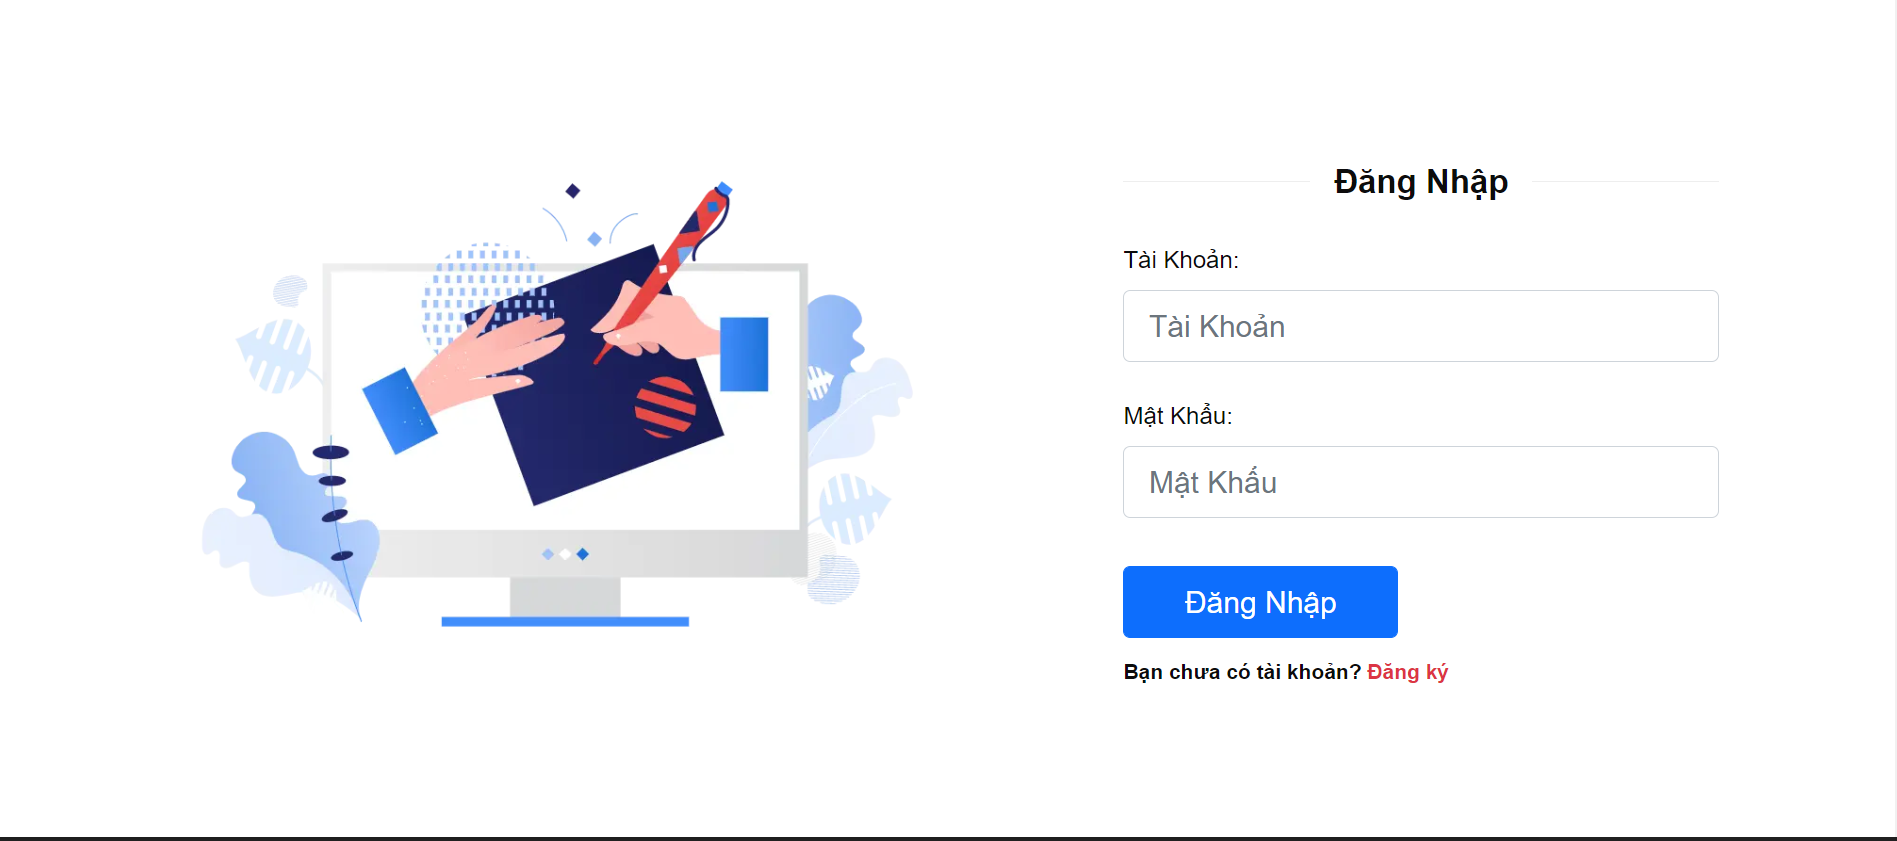 Đăng Nhập
Tài Khoản:
Tài Khoản
Mật Khẩu:
Mật Khẩu
Đăng Nhập
Bạn chưa có tài khoản? Đăng ký